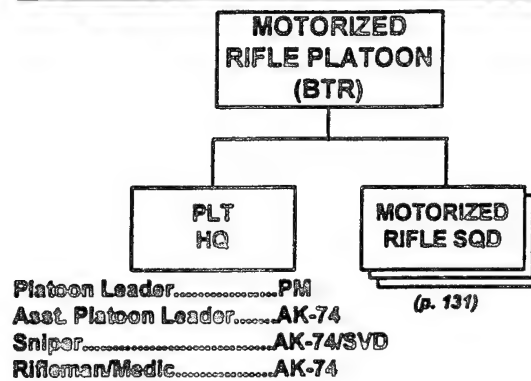 MOTORIZED
RIFLE PLATOON
(BTR)
PLT
HQ
MOTORIZED
RIFLE SQD
(p. 131)
Platoon Leader.................PM
Asst. Platoon Leader.......AK-74
Sniper.............................AK-74/SVD
Rifleman/Medic...............AK-74